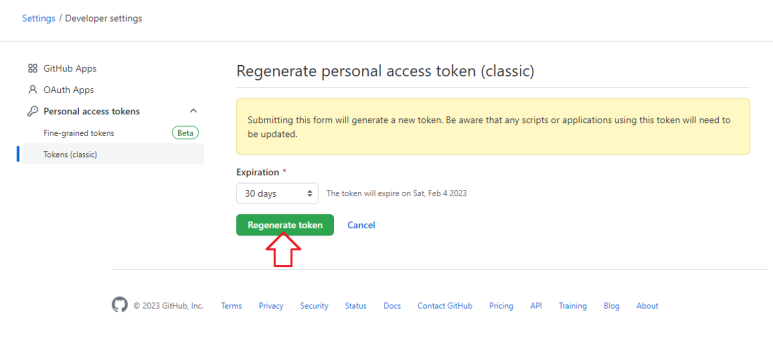 Settings / Developer settings
GitHub Apps
OAuth Apps
Personal access tokens
Fine-grained tokens Beta
Tokens (classic)
Regenerate personal access token (classic)
Submitting this form will generate a new token. Be aware that any scripts or applications using this token will need to
be updated.
Expiration *
30 days The token will expire on Sat, Feb 4 2023
Regenerate token Cancel
© 2023 GitHub, Inc. Terms Privacy Security Status Docs Contact GitHub Pricing API Training Blog About